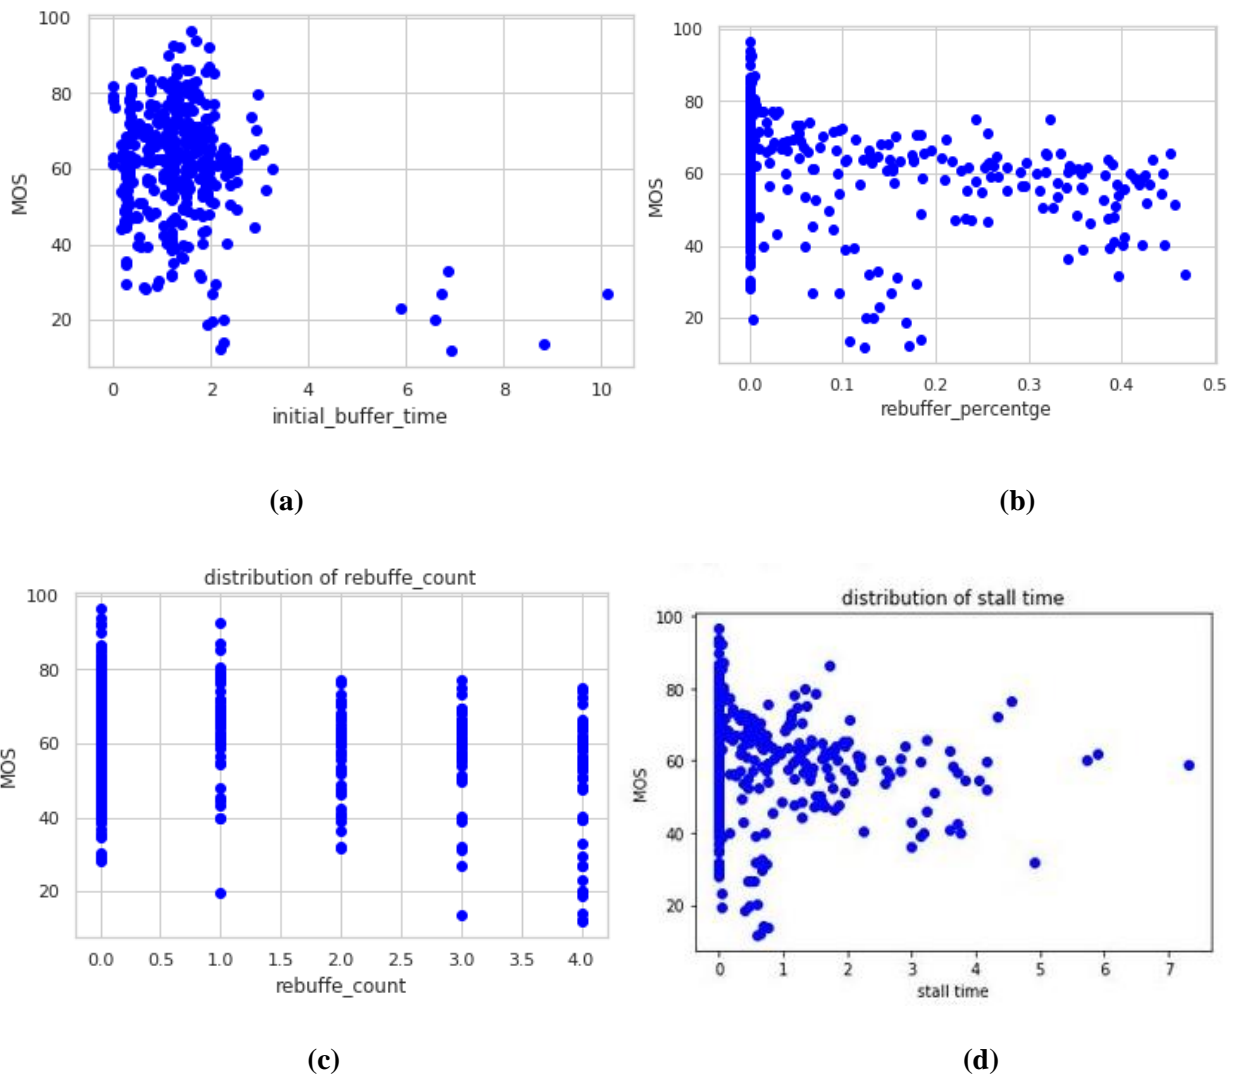 100
80
60
40
20
MOS
0 2 4 6 8 10
initial_buffer_time
(a)
100
80
60
40
20
MOS
0.0 0.1 0.2 0.3 0.4 0.5
rebuffer_percentge
(b)
distribution of rebuffe_count
100
80
60
40
20
MOS
0.0 0.5 1.0 1.5 2.0 2.5 3.0 3.5 4.0
rebuffe_count
(c)
distribution of stall time
100
80
60
40
20
MOS
0 1 2 3 4 5 6 7
stall time
(d)